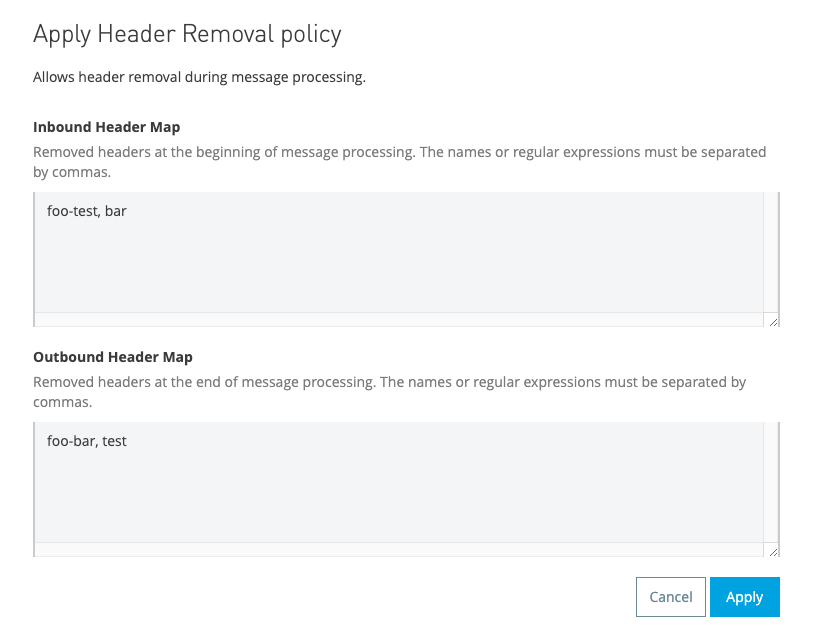 Apply Header Removal policy
Allows header removal during message processing.
Inbound Header Map
Removed headers at the beginning of message processing. The names or regular expressions must be separated
by commas.
foo-test, bar
Outbound Header Map
Removed headers at the end of message processing. The names or regular expressions must be separated by
commas.
foo-bar, test
Cancel
Apply